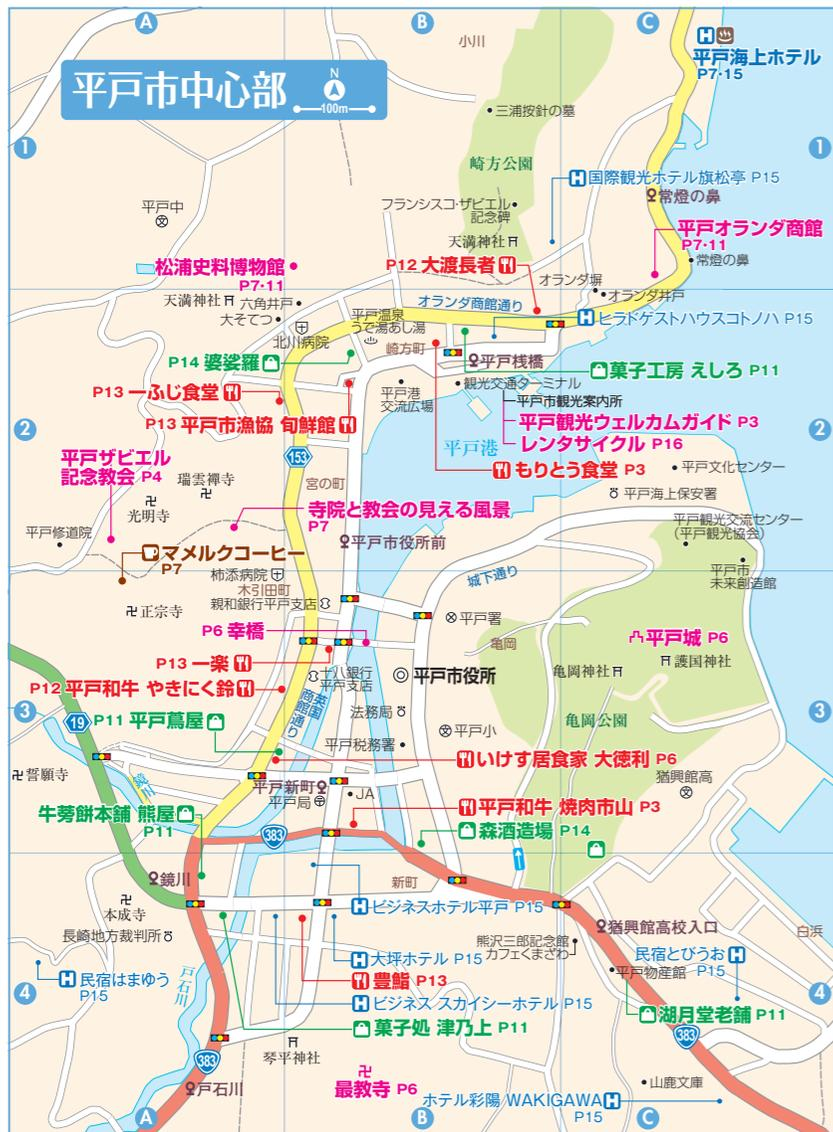 A
B
C
平戸市中心部
N
100m
小川
H 平戸海上ホテル
P7・15
三浦按針の墓
1
1
崎方公園
H 国際観光ホテル旗松亭 P15
平戸中
常燈の鼻
フランシスコ・ザビエル
記念碑
天満神社
平戸オランダ商館
P7・11
松浦史料博物館
P7・11
P12 大渡長者
常燈の鼻
オランダ塀
オランダ井戸
天満神社
六角井戸
大そてつ
オランダ商館通り
平戸温泉
うで湯あし湯
H ヒラドゲストハウスコトノハ P15
北川病院
崎方町
P14 婆娑羅
平戸桟橋
菓子工房 えしろ P11
P13 一ふじ食堂
平戸港
交流広場
観光交通ターミナル
平戸市観光案内所
P13 平戸市漁協 旬鮮館
平戸観光ウェルカムガイド P3
レンタサイクル P16
2
2
平戸港
平戸ザビエル
記念教会 P4
153
もりとう食堂 P3
平戸文化センター
瑞雲禅寺
宮の町
平戸海上保安署
光明寺
寺院と教会の見える風景
P7
平戸観光交流センター
(平戸観光協会)
平戸修道院
平戸市役所前
マメルクコーヒー
P7
平戸市
未来創造館
柿添病院
城下通り
木引田町
親和銀行平戸支店
正宗寺
平戸署
P6 幸橋
亀岡
平戸城 P6
P13 一楽
護国神社
十八銀行
平戸支店
平戸市役所
亀岡神社
P12 平戸和牛 やきにく鈴
英国
商館通り
法務局
19
P11 平戸蔦屋
3
3
亀岡公園
平戸小
平戸税務署
いけす居食家 大徳利 P6
誓願寺
鏡川
猶興館高
平戸新町
平戸局
JA
牛蒡餅本舗 熊屋
P11
平戸和牛 焼肉市山 P3
383
森酒造場 P14
鏡川
新町
本成寺
H ビジネスホテル平戸 P15
猶興館高校入口
長崎地方裁判所
熊沢三郎記念館
カフェくまざわ
白浜
民宿とびうお H
P15
H 大坪ホテル P15
平戸物産館
H 民宿はまゆう
P15
戸石川
豊鮨 P13
4
4
H ビジネス スカイシーホテル P15
湖月堂老舗 P11
菓子処 津乃上 P11
383
383
琴平神社
戸石川
最教寺 P6
山鹿文庫
ホテル彩陽 WAKIGAWA H
P15
A
B
C